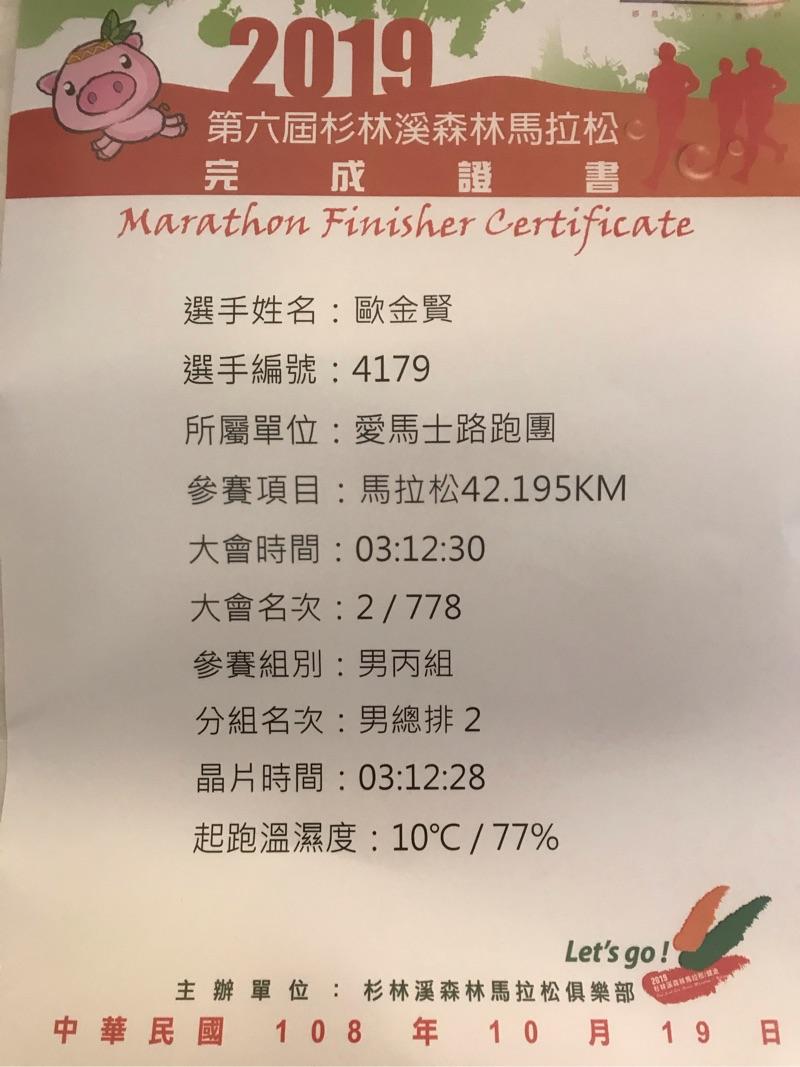 2019
第六屆杉林溪森林馬拉松
完成證書
Marathon Finisher Certificate
選手姓名：歐金賢
選手編號：4179
所屬單位：愛馬士路跑團
參賽項目：馬拉松42.195KM
大會時間：03:12:30
大會名次：2 / 778
參賽組別：男丙組
分組名次：男總排 2
晶片時間：03:12:28
起跑溫濕度：10℃ / 77%
Let's go !
2019
主辦單位：杉林溪森林馬拉松俱樂部
中華民國 108 年 10 月 19 日